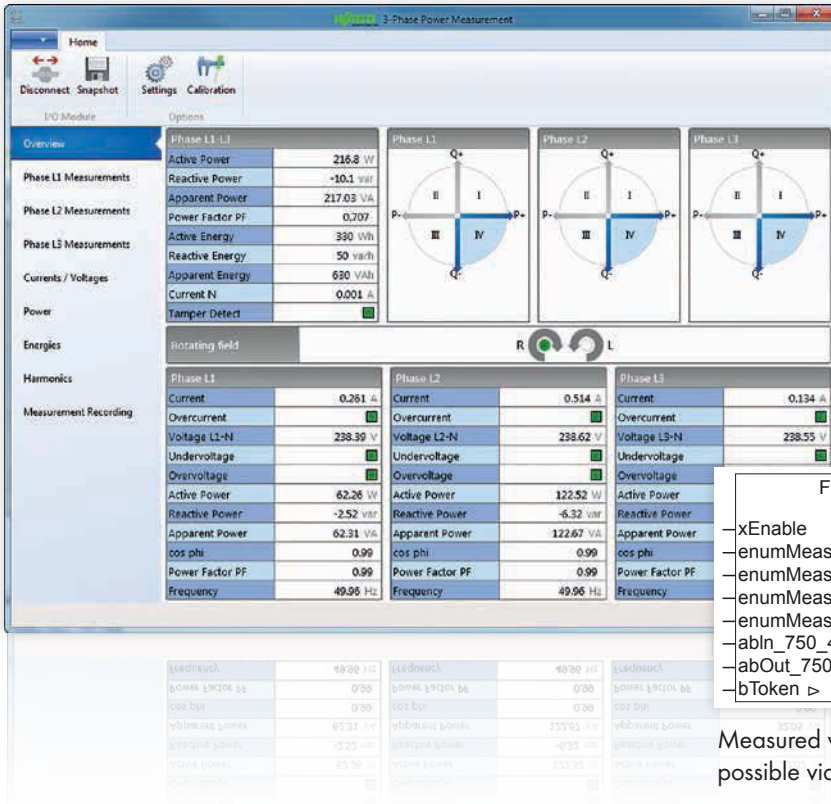 WAGO 3-Phase Power Measurement
Home
Disconnect Snapshot Settings Calibration
I/O Module Options
Overview
Phase L1 Measurements
Phase L2 Measurements
Phase L3 Measurements
Currents / Voltages
Power
Energies
Harmonics
Measurement Recording
Phase L1-L3
Active Power 216.8 W
Reactive Power -10.1 var
Apparent Power 217.03 VA
Power Factor PF 0.707
Active Energy 330 Wh
Reactive Energy 50 varh
Apparent Energy 630 VAh
Current N 0.001 A
Tamper Detect
Phase L1
Q+
II I
P- P+
III IV
Q-
Phase L2
Q+
II I
P- P+
III IV
Q-
Phase L3
Q+
II I
P- P+
III IV
Q-
Rotating field R L
Phase L1
Current 0.261 A
Overcurrent
Voltage L1-N 238.39 V
Undervoltage
Overvoltage
Active Power 62.26 W
Reactive Power -2.52 var
Apparent Power 62.31 VA
cos phi 0.99
Power Factor PF 0.99
Frequency 49.96 Hz
Phase L2
Current 0.514 A
Overcurrent
Voltage L2-N 238.62 V
Undervoltage
Overvoltage
Active Power 122.52 W
Reactive Power -6.32 var
Apparent Power 122.67 VA
cos phi 0.99
Power Factor PF 0.99
Frequency 49.96 Hz
Phase L3
Current 0.134 A
Overcurrent
Voltage L3-N 238.55 V
Undervoltage
Overvoltage
Active Power
Reactive Power
Apparent Power
cos phi
Power Factor PF
Frequency
F
xEnable
enumMeas
enumMeas
enumMeas
enumMeas
abIn_750_4
abOut_750
bToken
Measured v
possible via